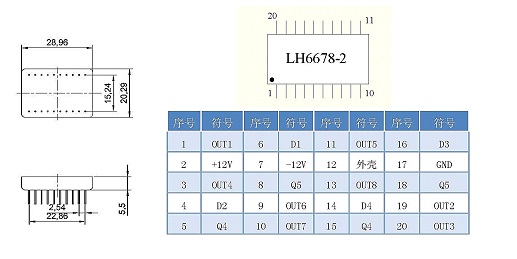 28,96
15,24
20,29
2,54
22,86
5,5
20 11
LH6678-2
1 10
序号 符号 序号 符号 序号 符号 序号 符号
1 OUT1 6 D1 11 OUT5 16 D3
2 +12V 7 -12V 12 外壳 17 GND
3 OUT4 8 Q5 13 OUT8 18 Q5
4 D2 9 OUT6 14 D4 19 OUT2
5 Q4 10 OUT7 15 Q4 20 OUT3